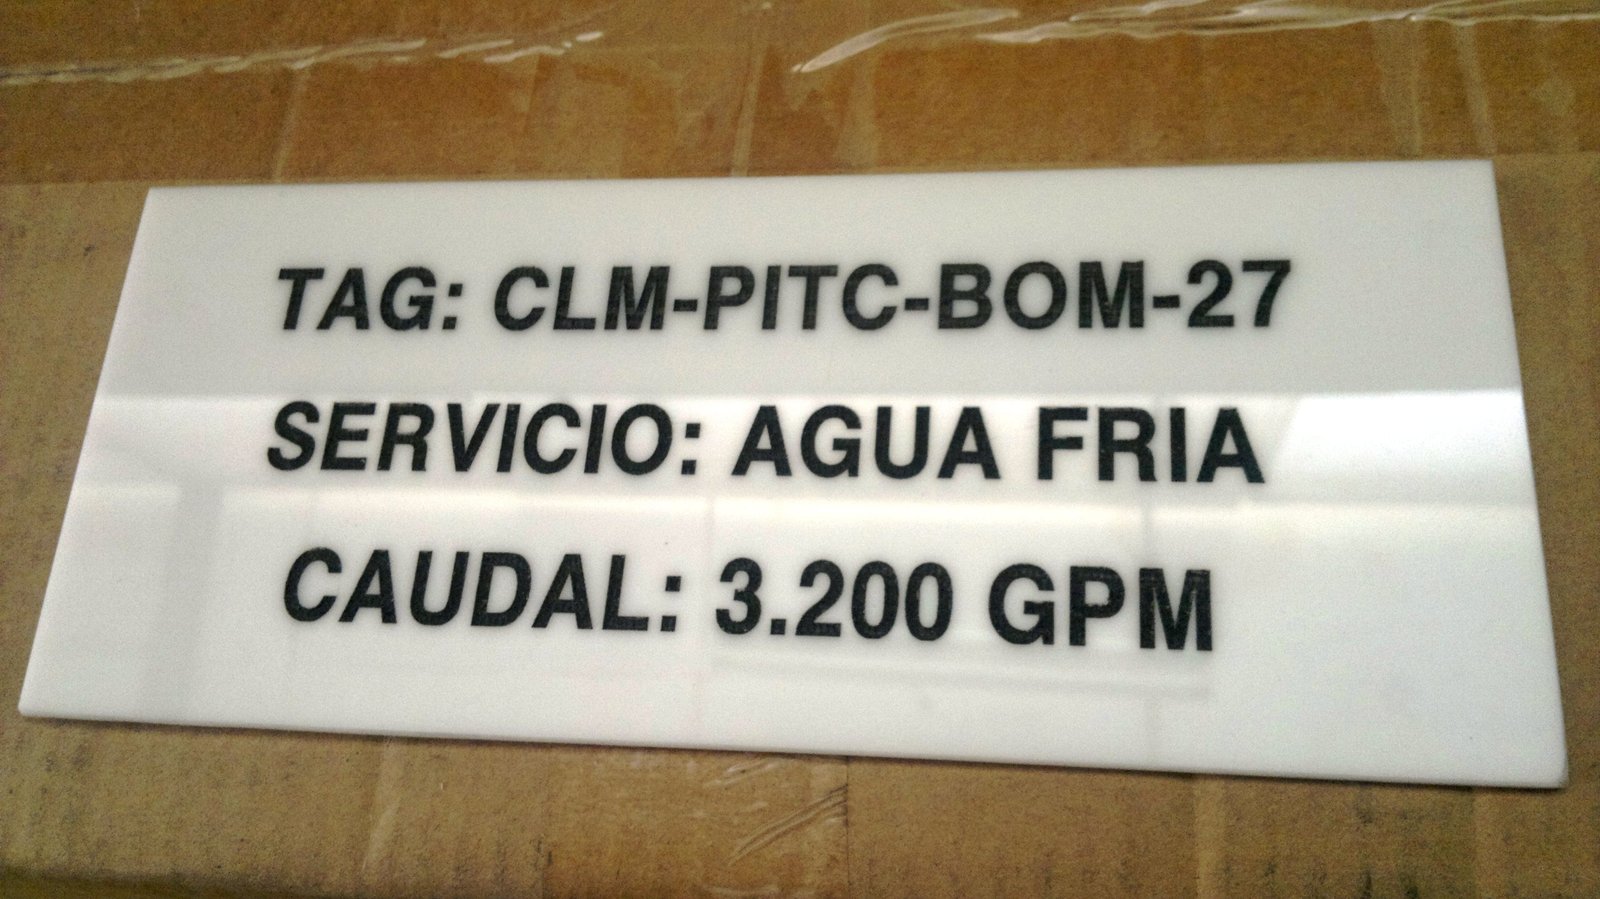 TAG: CLM-PITC-BOM-27
SERVICIO: AGUA FRIA
CAUDAL: 3.200 GPM